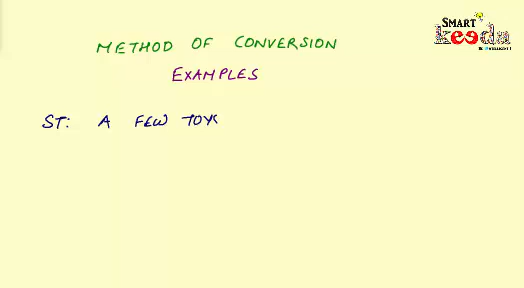 METHOD OF CONVERSION
EXAMPLES
ST: A FEW TOYS
SMART
keeda